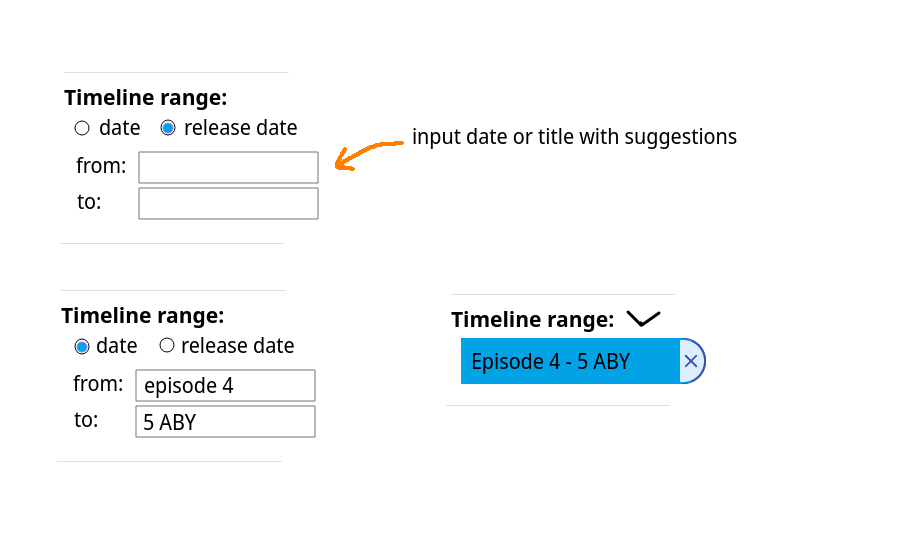 Timeline range:
date release date
input date or title with suggestions
from:
to:
Timeline range:
date release date
from: episode 4
to: 5 ABY
Timeline range:
Episode 4 - 5 ABY